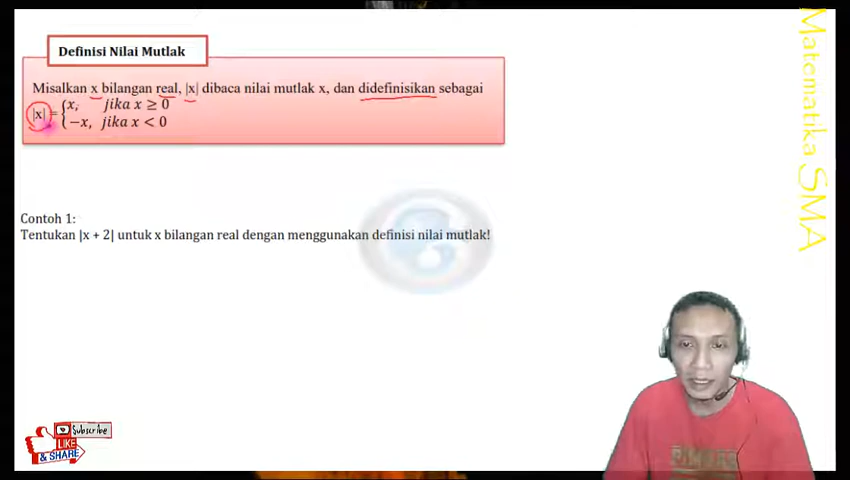 Definisi Nilai Mutlak
Misalkan x bilangan real, |x| dibaca nilai mutlak x, dan didefinisikan sebagai
|x| = {x, jika x ≥ 0
{−x, jika x < 0
Contoh 1:
Tentukan |x + 2| untuk x bilangan real dengan menggunakan definisi nilai mutlak!
Matematika SMA
Subscribe
LIKE
& SHARE